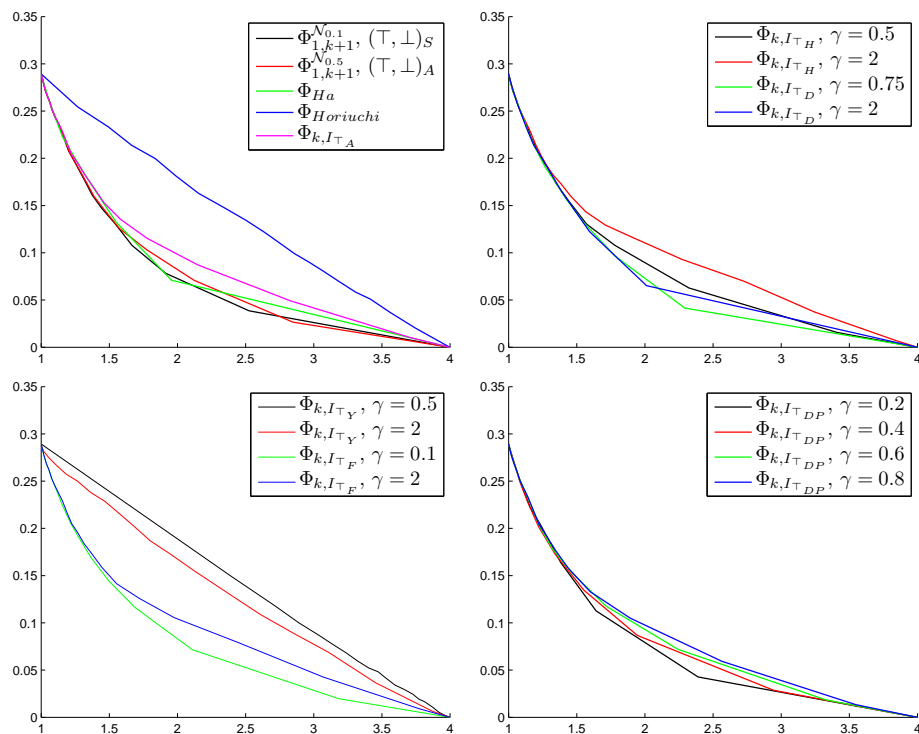 0.35
0.3
0.25
0.2
0.15
0.1
0.05
0
1 1.5 2 2.5 3 3.5 4
Φ^{𝒩_{0.1}}_{1,k+1}, (⊤, ⊥)_S
Φ^{𝒩_{0.5}}_{1,k+1}, (⊤, ⊥)_A
Φ_{Ha}
Φ_{Horiuchi}
Φ_{k,I_{⊤_A}}
0.35
0.3
0.25
0.2
0.15
0.1
0.05
0
1 1.5 2 2.5 3 3.5 4
Φ_{k,I_{⊤_H}}, γ = 0.5
Φ_{k,I_{⊤_H}}, γ = 2
Φ_{k,I_{⊤_D}}, γ = 0.75
Φ_{k,I_{⊤_D}}, γ = 2
0.35
0.3
0.25
0.2
0.15
0.1
0.05
0
1 1.5 2 2.5 3 3.5 4
Φ_{k,I_{⊤_Y}}, γ = 0.5
Φ_{k,I_{⊤_Y}}, γ = 2
Φ_{k,I_{⊤_F}}, γ = 0.1
Φ_{k,I_{⊤_F}}, γ = 2
0.35
0.3
0.25
0.2
0.15
0.1
0.05
0
1 1.5 2 2.5 3 3.5 4
Φ_{k,I_{⊤_{DP}}}, γ = 0.2
Φ_{k,I_{⊤_{DP}}}, γ = 0.4
Φ_{k,I_{⊤_{DP}}}, γ = 0.6
Φ_{k,I_{⊤_{DP}}}, γ = 0.8